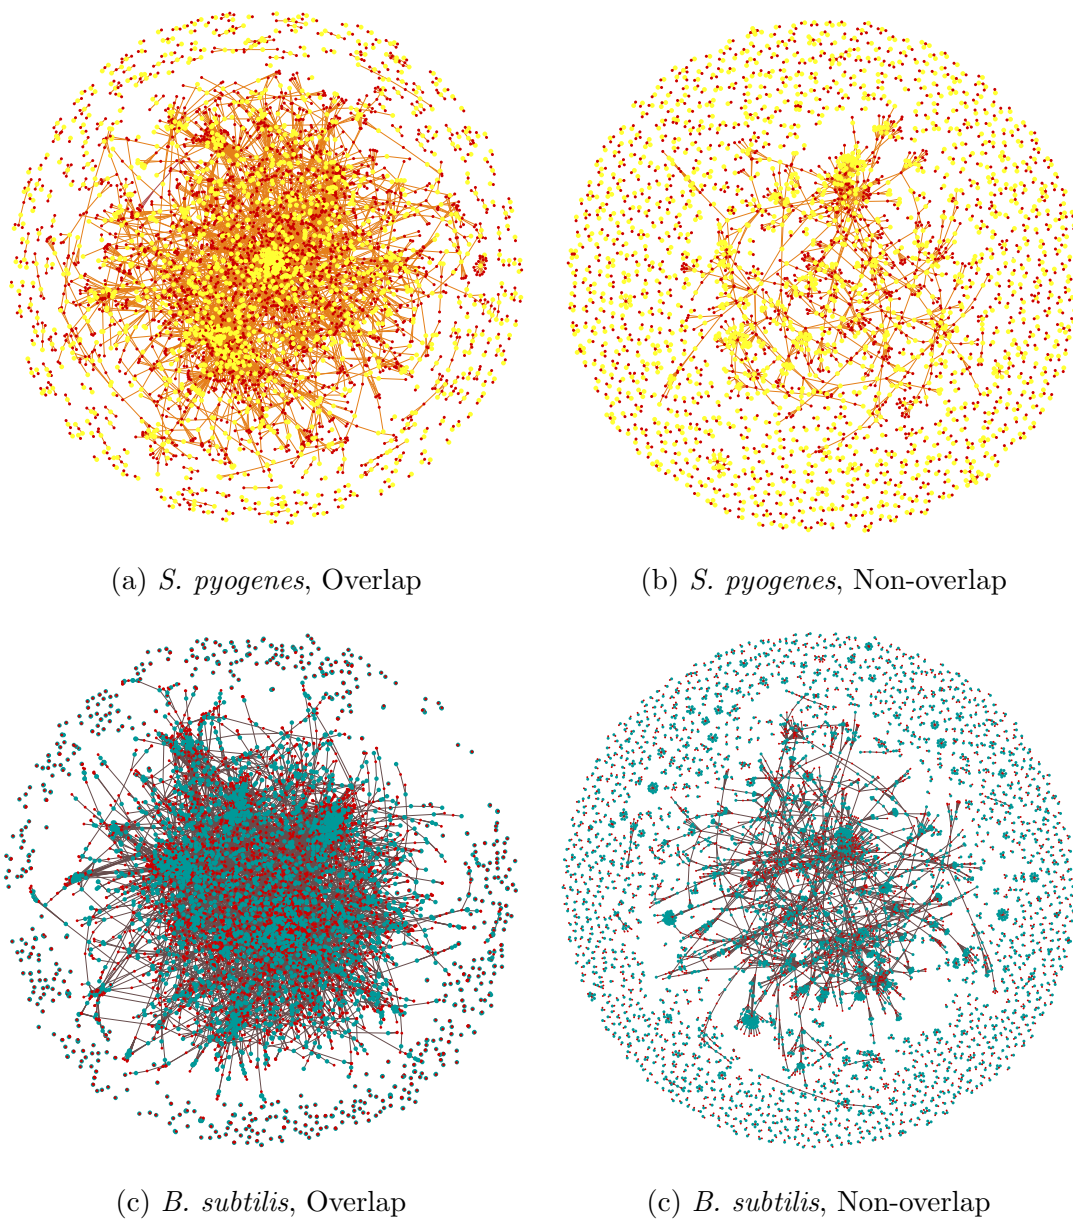 (a) S. pyogenes, Overlap
(b) S. pyogenes, Non-overlap
(c) B. subtilis, Overlap
(c) B. subtilis, Non-overlap